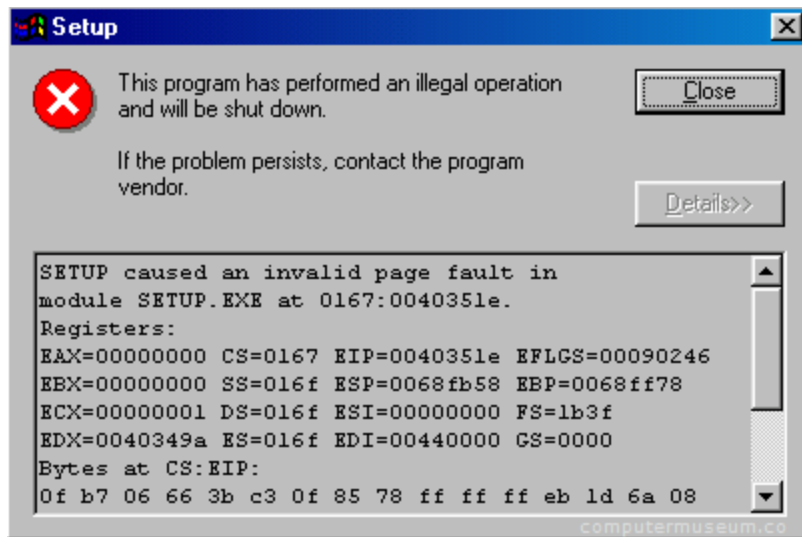 Setup
This program has performed an illegal operation
and will be shut down.
Close
If the problem persists, contact the program
vendor.
Details>>
SETUP caused an invalid page fault in
module SETUP.EXE at 0167:0040351e.
Registers:
EAX=00000000 CS=0167 EIP=0040351e EFLGS=00090246
EBX=00000000 SS=016f ESP=0068fb58 EBP=0068ff78
ECX=00000001 DS=016f ESI=00000000 FS=1b3f
EDX=0040349a ES=016f EDI=00440000 GS=0000
Bytes at CS:EIP:
0f b7 06 66 3b c3 0f 85 78 ff ff ff eb 1d 6a 08
computermuseum.co